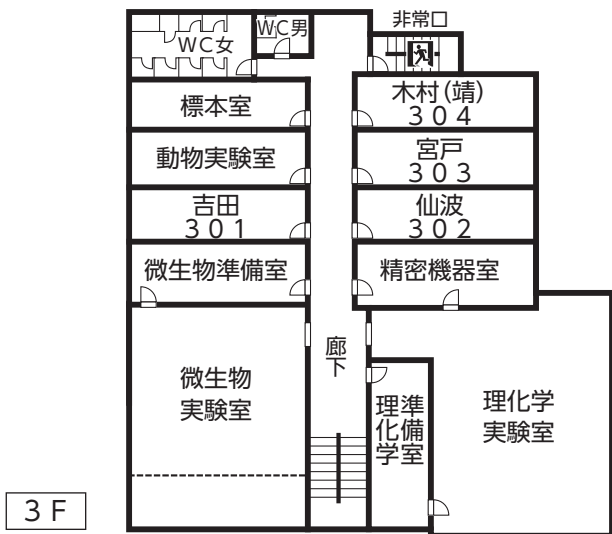 非常口
WC女
WC男
標本室
木村(靖)
304
動物実験室
宮戸
303
吉田
301
仙波
302
微生物準備室
精密機器室
廊下
微生物
実験室
理化学
準備室
理化学
実験室
3F